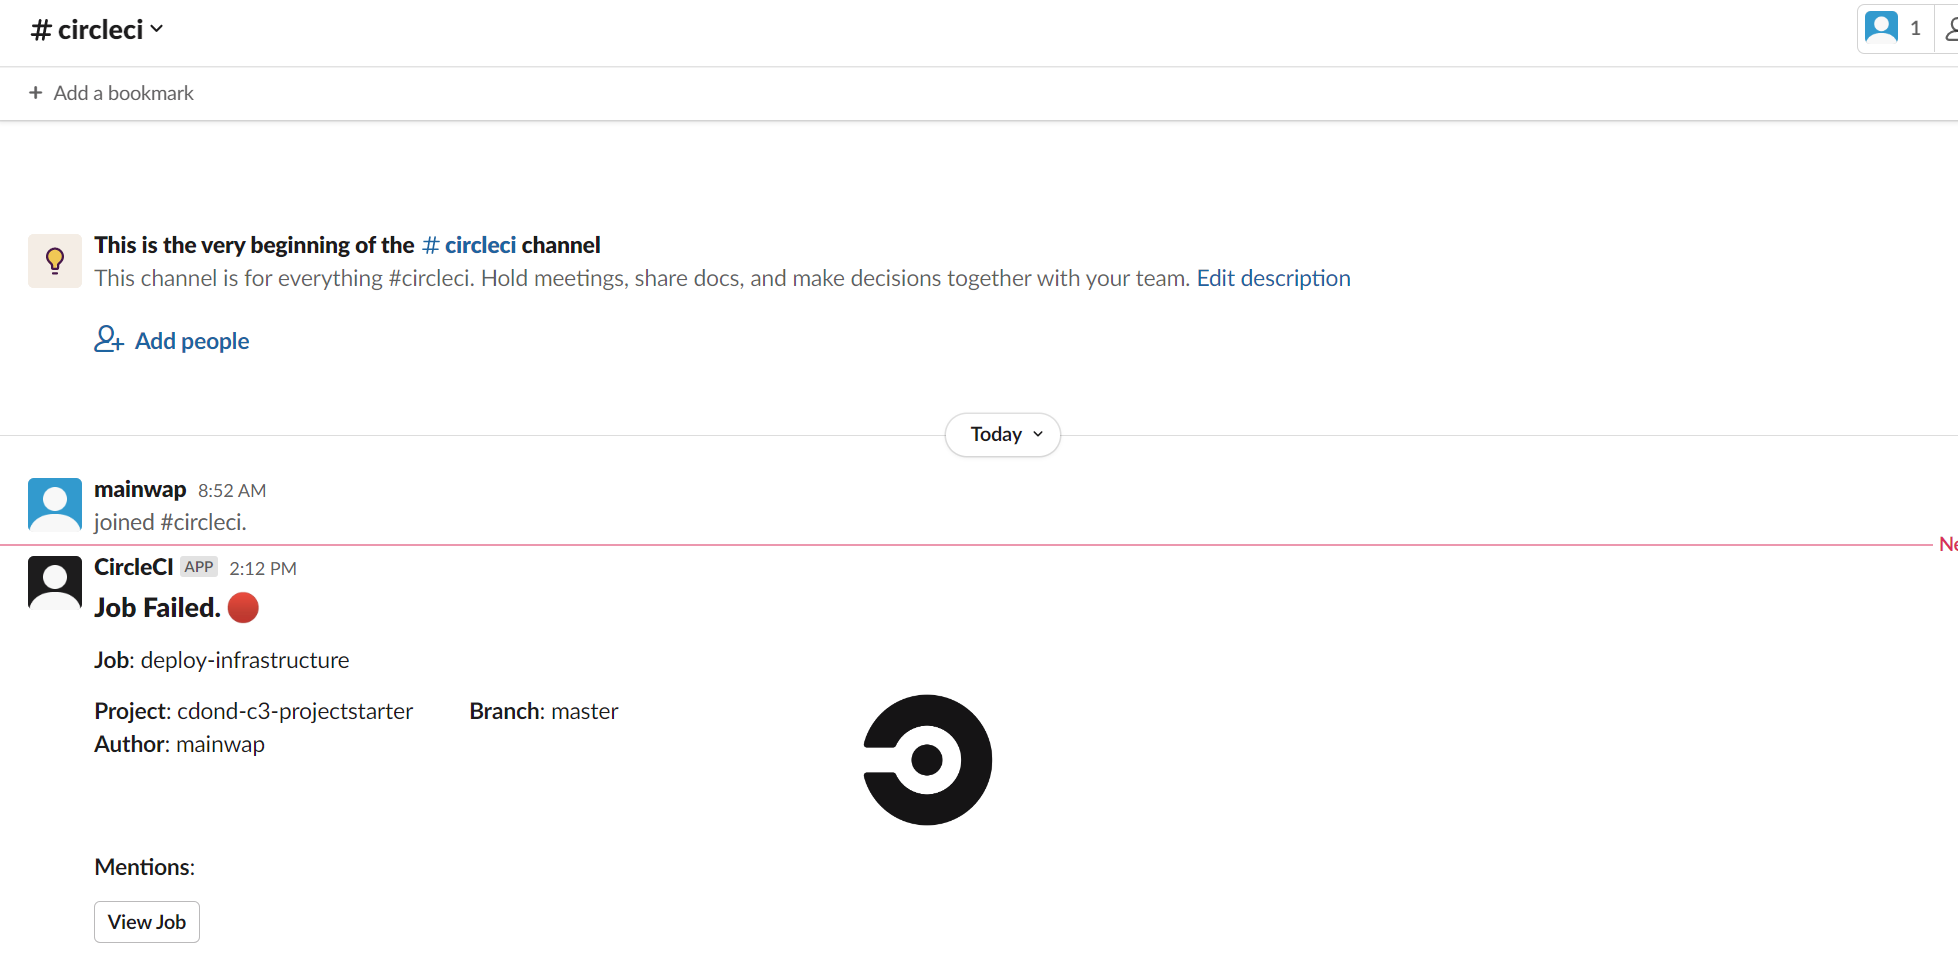 # circleci
1
+ Add a bookmark
This is the very beginning of the # circleci channel
This channel is for everything #circleci. Hold meetings, share docs, and make decisions together with your team. Edit description
Add people
Today
mainwap 8:52 AM
joined #circleci.
CircleCI APP 2:12 PM
Job Failed.
Job: deploy-infrastructure
Project: cdond-c3-projectstarter Branch: master
Author: mainwap
Mentions:
View Job